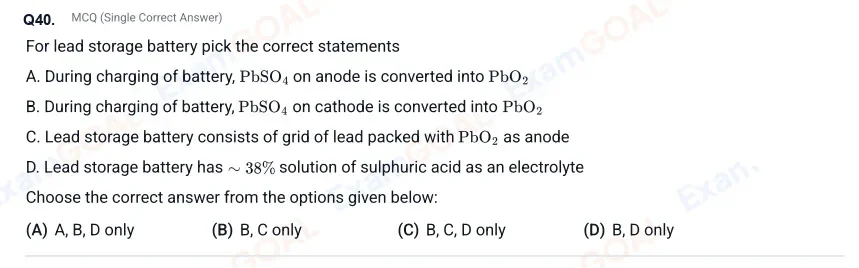 Q40. MCQ (Single Correct Answer)
For lead storage battery pick the correct statements
A. During charging of battery, PbSO₄ on anode is converted into PbO₂
B. During charging of battery, PbSO₄ on cathode is converted into PbO₂
C. Lead storage battery consists of grid of lead packed with PbO₂ as anode
D. Lead storage battery has ∼ 38% solution of sulphuric acid as an electrolyte
Choose the correct answer from the options given below:
(A) A, B, D only (B) B, C only (C) B, C, D only (D) B, D only